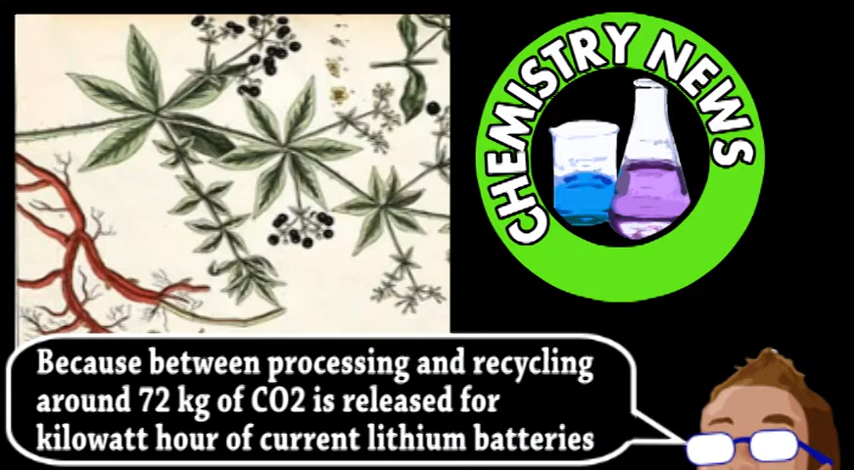 CHEMISTRY NEWS
Because between processing and recycling
around 72 kg of CO2 is released for
kilowatt hour of current lithium batteries